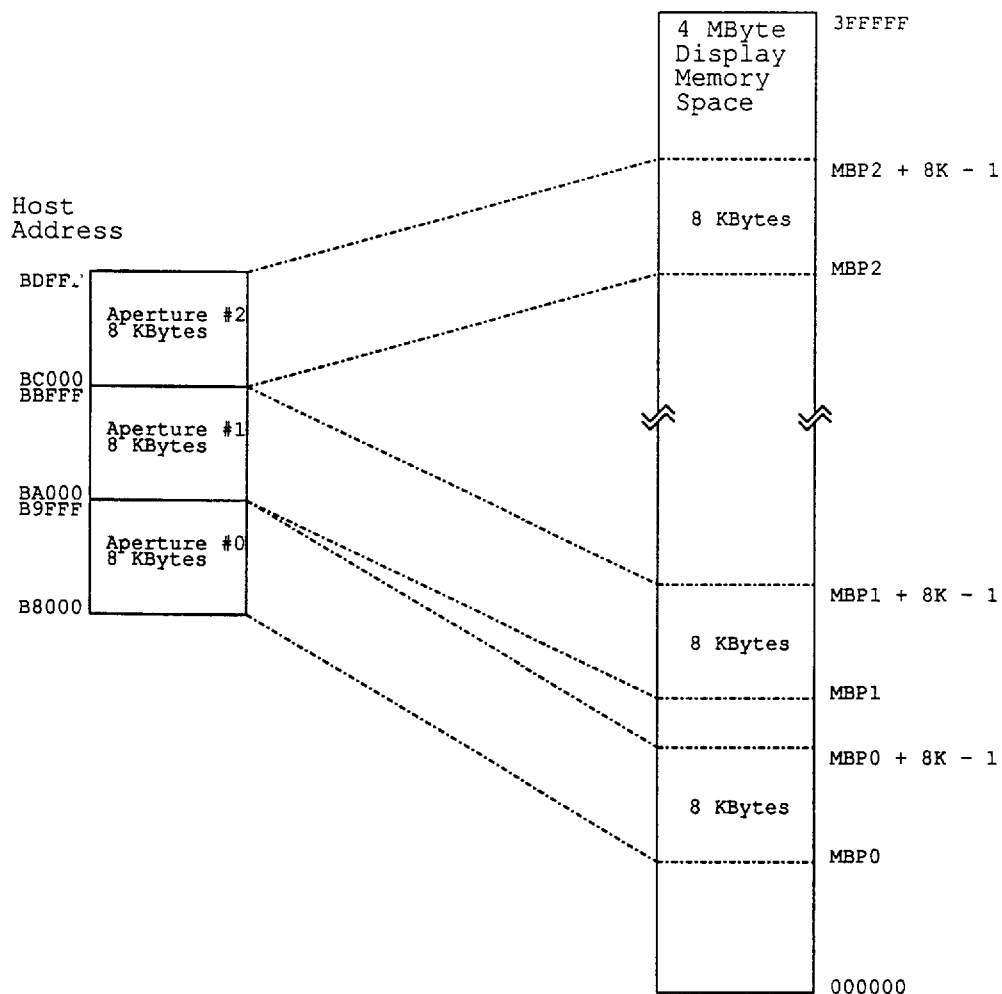 3FFFFF
4 MByte
Display
Memory
Space
MBP2 + 8K - 1
8 KBytes
MBP2
Host
Address
Aperture #2
8 KBytes
BC000
BBFFF
Aperture #1
8 KBytes
BA000
B9FFF
Aperture #0
8 KBytes
B8000
MBP1 + 8K - 1
8 KBytes
MBP1
MBP0 + 8K - 1
8 KBytes
MBP0
000000